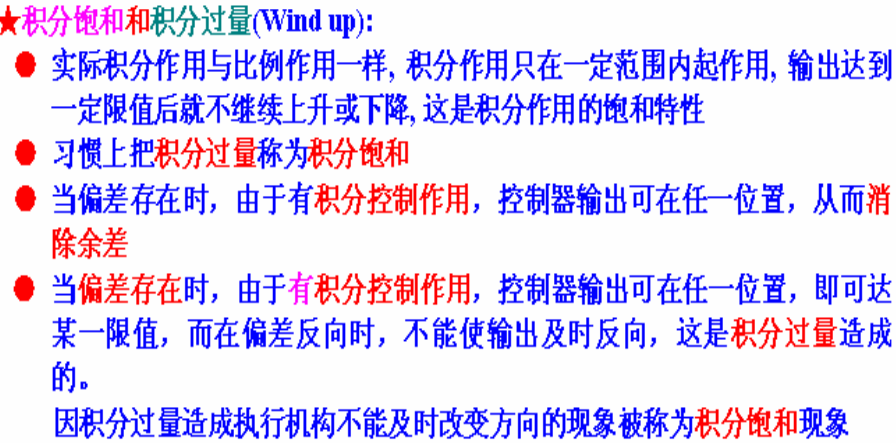 ★积分饱和和积分过量(Wind up):
● 实际积分作用与比例作用一样, 积分作用只在一定范围内起作用, 输出达到
一定限值后就不继续上升或下降, 这是积分作用的饱和特性
● 习惯上把积分过量称为积分饱和
● 当偏差存在时，由于有积分控制作用，控制器输出可在任一位置，从而消
除余差
● 当偏差存在时，由于有积分控制作用，控制器输出可在任一位置，即可达
某一限值，而在偏差反向时，不能使输出及时反向，这是积分过量造成
的。
因积分过量造成执行机构不能及时改变方向的现象被称为积分饱和现象